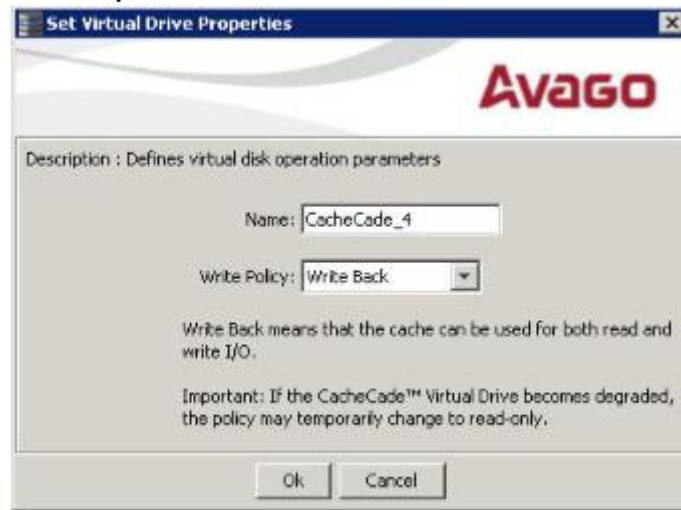 Set Virtual Drive Properties
AVAGO
Description : Defines virtual disk operation parameters
Name: CacheCade_4
Write Policy: Write Back
Write Back means that the cache can be used for both read and
write I/O.
Important: If the CacheCade™ Virtual Drive becomes degraded,
the policy may temporarily change to read-only.
Ok Cancel